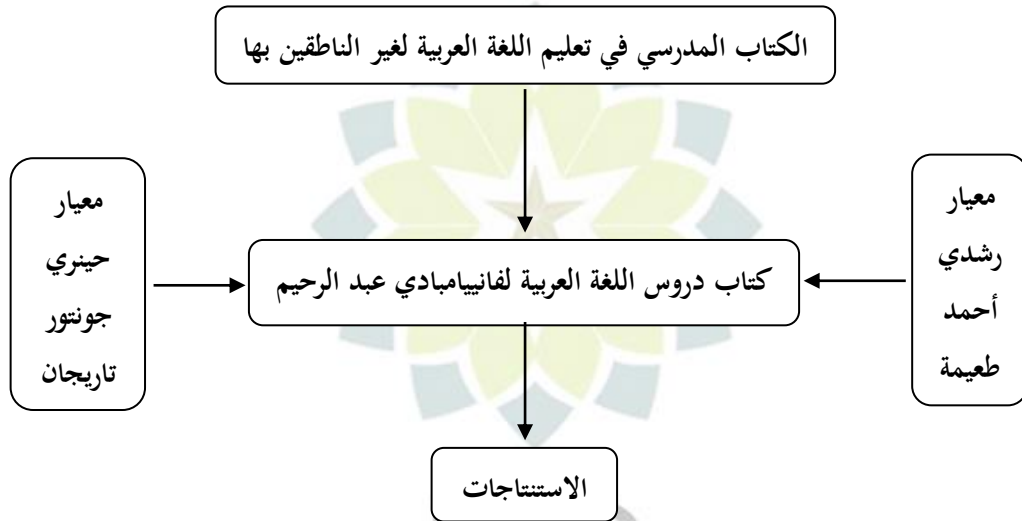 الكتاب المدرسي في تعليم اللغة العربية لغير الناطقين بها
معيار
رشدي
أحمد
طعيمة
كتاب دروس اللغة العربية لفانييامبادي عبد الرحيم
معيار
حينري
جونتور
تاريجان
الاستنتاجات